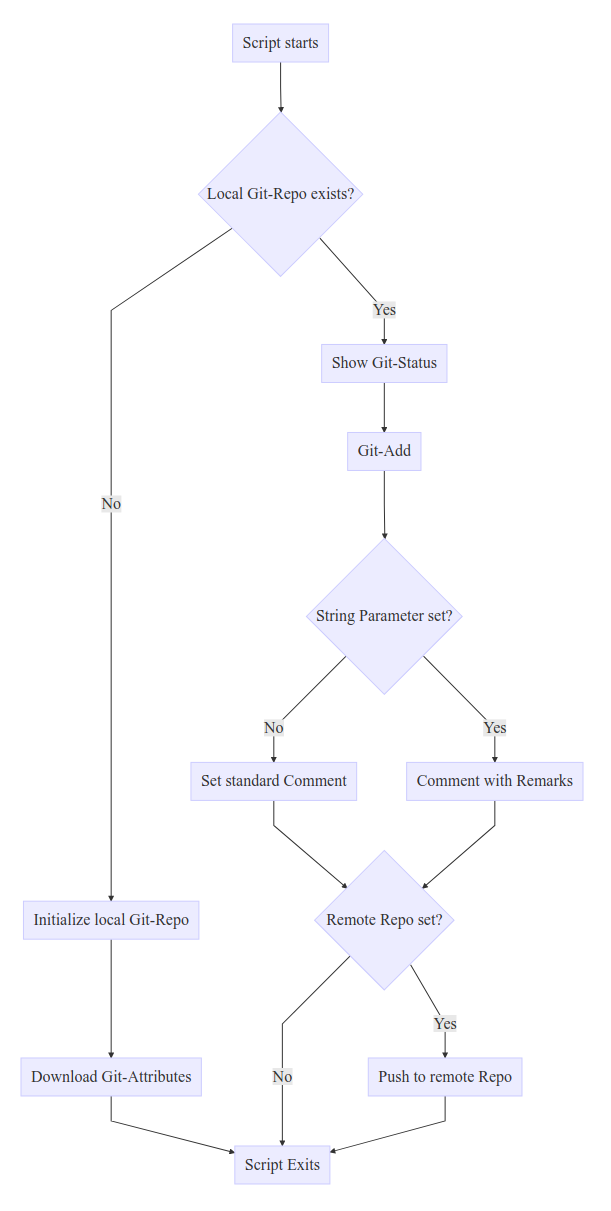 Script starts
Local Git-Repo exists?
Yes
Show Git-Status
Git-Add
No
String Parameter set?
No
Yes
Set standard Comment
Comment with Remarks
Initialize local Git-Repo
Remote Repo set?
Yes
Download Git-Attributes
No
Push to remote Repo
Script Exits